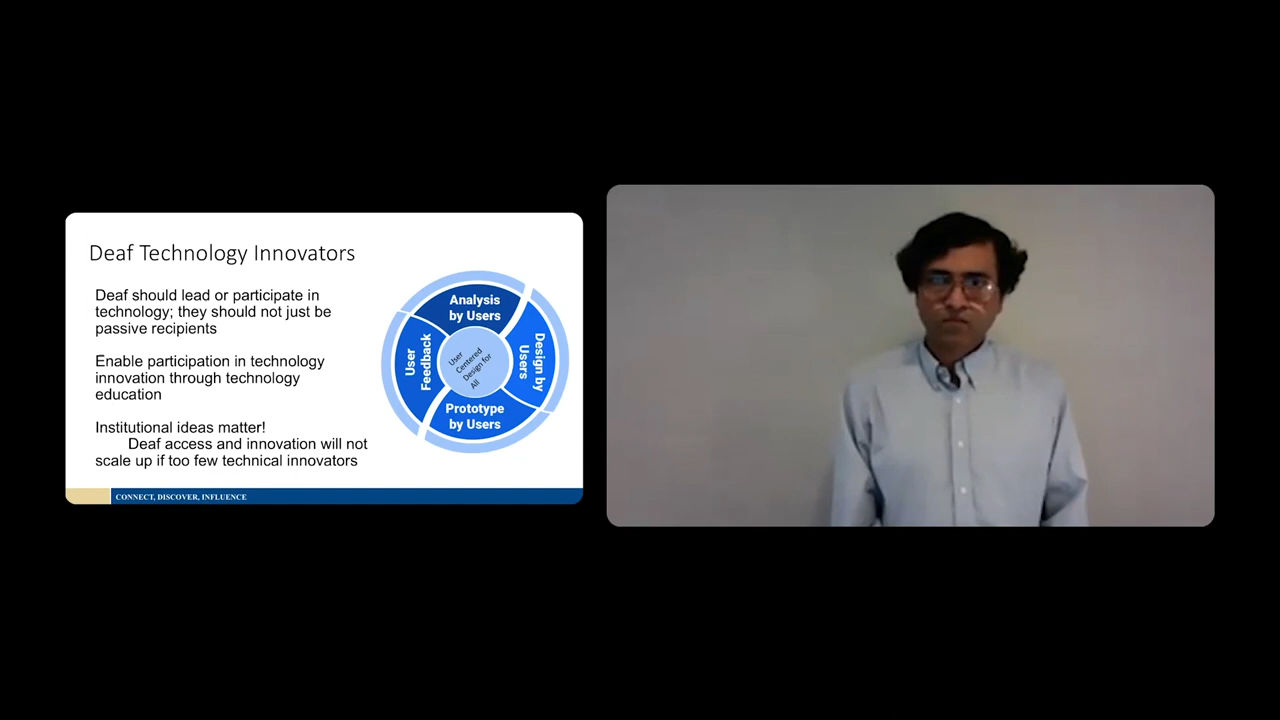 Deaf Technology Innovators
Deaf should lead or participate in
technology; they should not just be
passive recipients
Enable participation in technology
innovation through technology
education
Institutional ideas matter!
Deaf access and innovation will not
scale up if too few technical innovators
Analysis
by Users
Design by
Users
Prototype
by Users
User
Feedback
User
Centered
Design for
All
CONNECT, DISCOVER, INFLUENCE